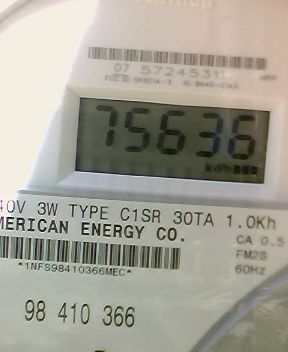 07 57245317
75636
kWh
40V 3W TYPE C1SR 30TA 1.0Kh
MERICAN ENERGY CO.
CA 0.5
FM2S
60Hz
*1NFS98410366MEC*
98 410 366